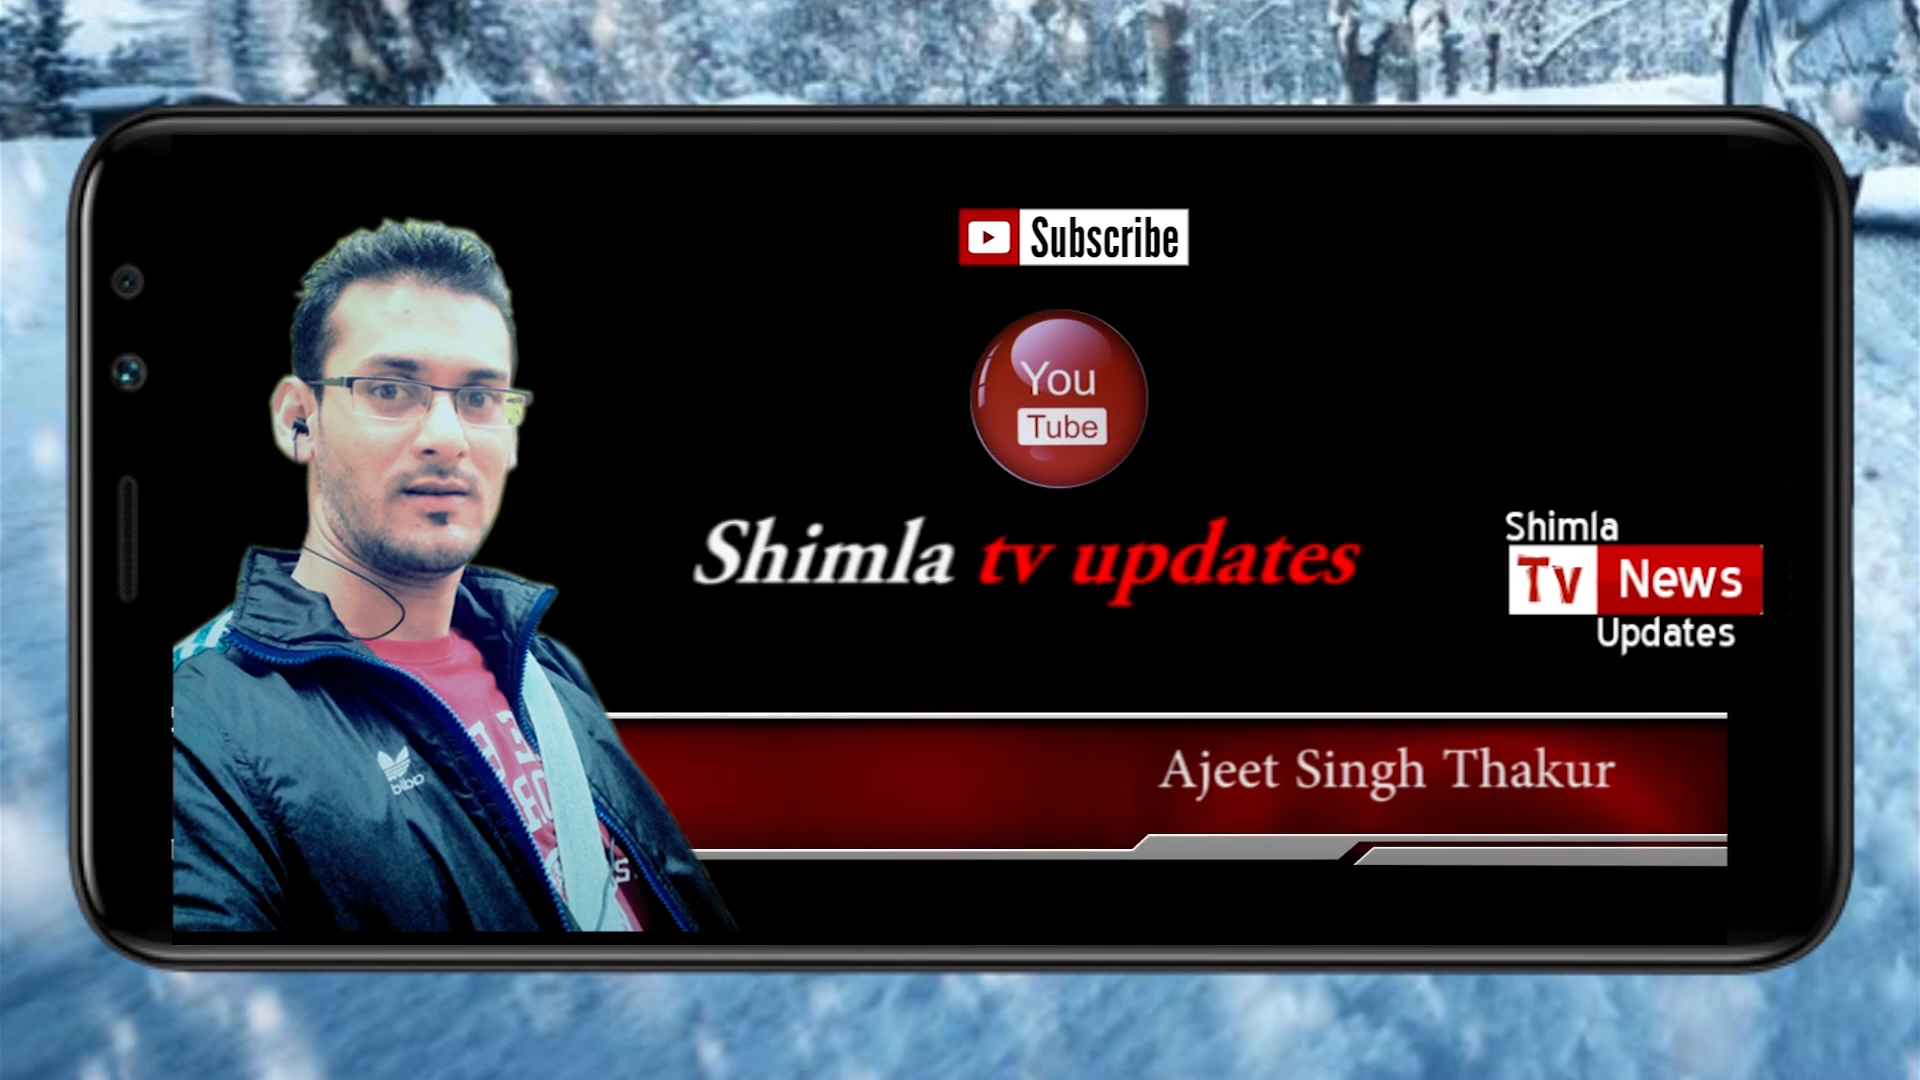 Subscribe
You
Tube
Shimla tv updates
Shimla
Tv News
Updates
Ajeet Singh Thakur